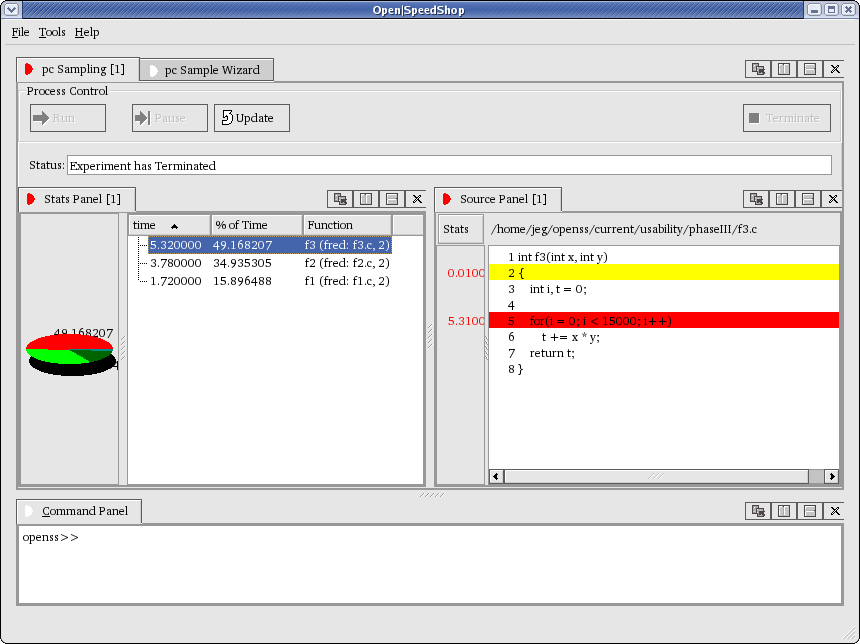 Open|SpeedShop
File Tools Help
pc Sampling [1] pc Sample Wizard
Process Control
Run Pause Update Terminate
Status: Experiment has Terminated
Stats Panel [1]
time % of Time Function
5.320000 49.168207 f3 (fred: f3.c, 2)
3.780000 34.935305 f2 (fred: f2.c, 2)
1.720000 15.896488 f1 (fred: f1.c, 2)
49.168207
Source Panel [1]
Stats /home/jeg/openss/current/usability/phaseIII/f3.c
1 int f3(int x, int y)
0.0100 2 {
3 int i, t = 0;
4
5.3100 5 for(i = 0; i < 15000; i++)
6 t += x * y;
7 return t;
8 }
Command Panel
openss>>